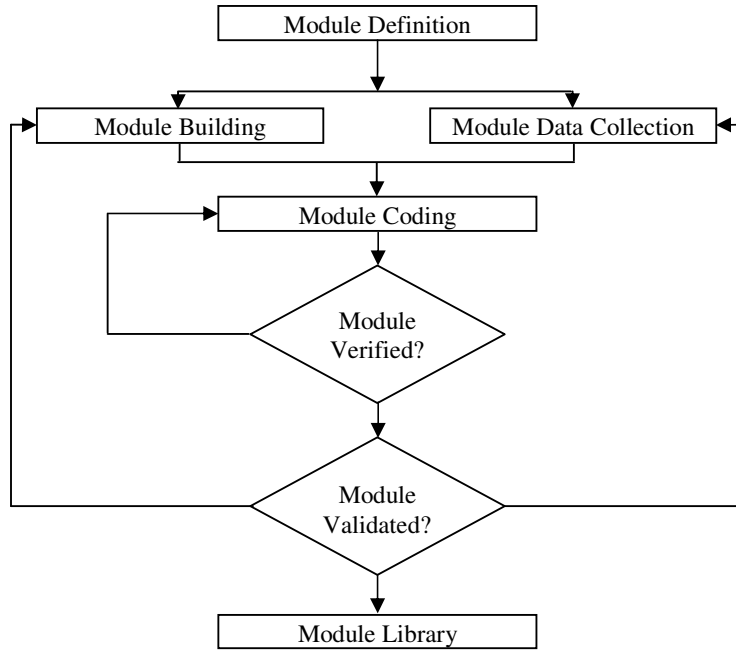 Module Definition
Module Building
Module Data Collection
Module Coding
Module
Verified?
Module
Validated?
Module Library